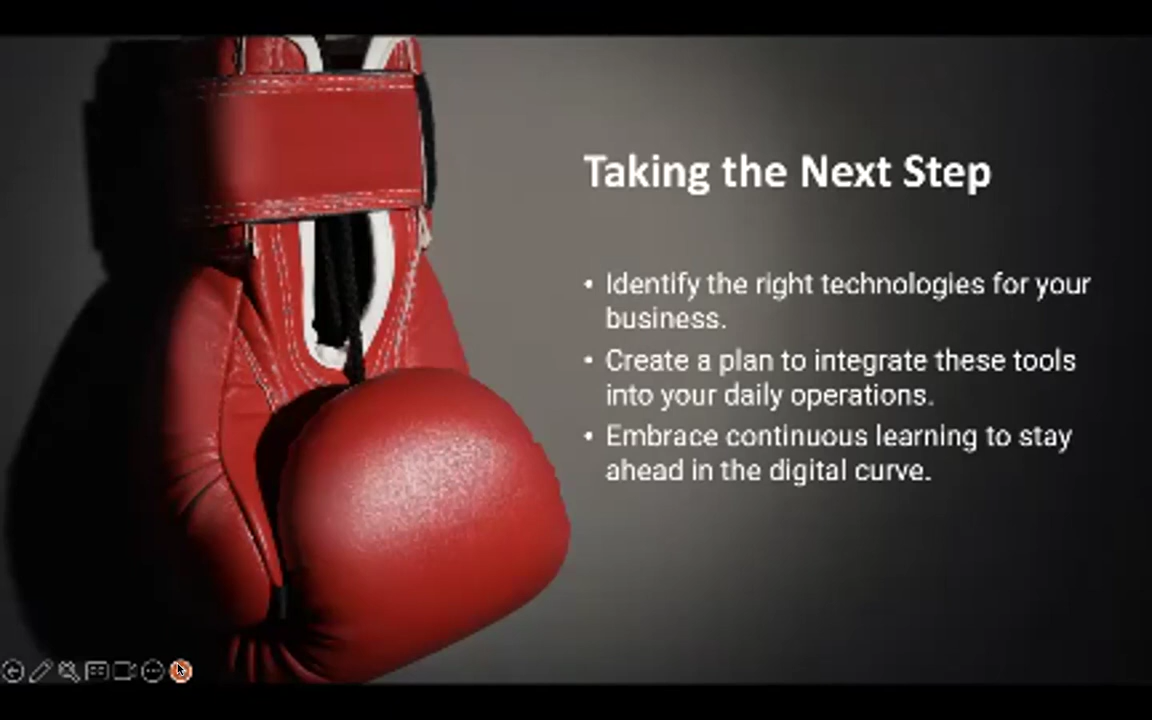 Taking the Next Step
• Identify the right technologies for your
business.
• Create a plan to integrate these tools
into your daily operations.
• Embrace continuous learning to stay
ahead in the digital curve.